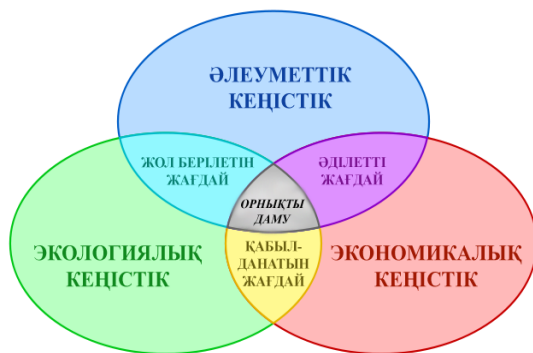 ӘЛЕУМЕТТІК
КЕҢІСТІК
ЖОЛ БЕРІЛЕТІН
ЖАҒДАЙ
ӘДІЛЕТТІ
ЖАҒДАЙ
ОРНЫҚТЫ
ДАМУ
ЭКОЛОГИЯЛЫҚ
КЕҢІСТІК
ҚАБЫЛ-
ДАНАТЫН
ЖАҒДАЙ
ЭКОНОМИКАЛЫҚ
КЕҢІСТІК